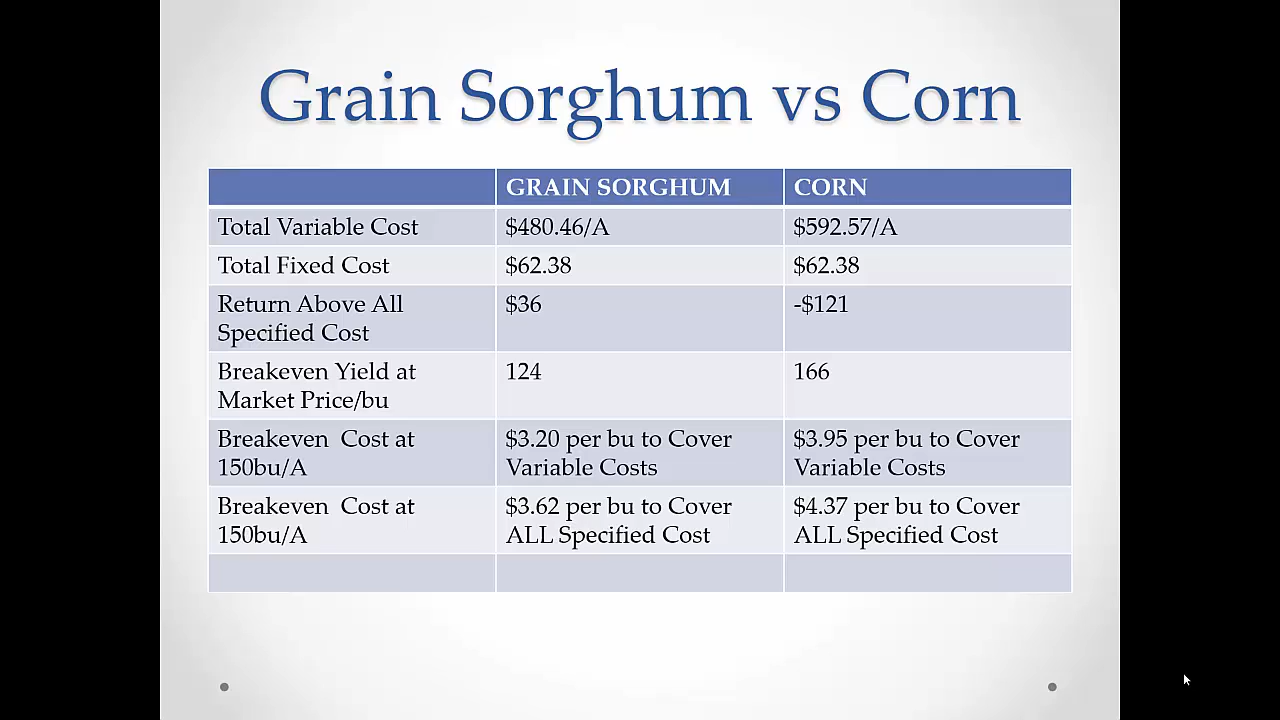 Grain Sorghum vs Corn
GRAIN SORGHUM CORN
Total Variable Cost $480.46/A $592.57/A
Total Fixed Cost $62.38 $62.38
Return Above All $36 -$121
Specified Cost
Breakeven Yield at 124 166
Market Price/bu
Breakeven Cost at $3.20 per bu to Cover $3.95 per bu to Cover
150bu/A Variable Costs Variable Costs
Breakeven Cost at $3.62 per bu to Cover $4.37 per bu to Cover
150bu/A ALL Specified Cost ALL Specified Cost